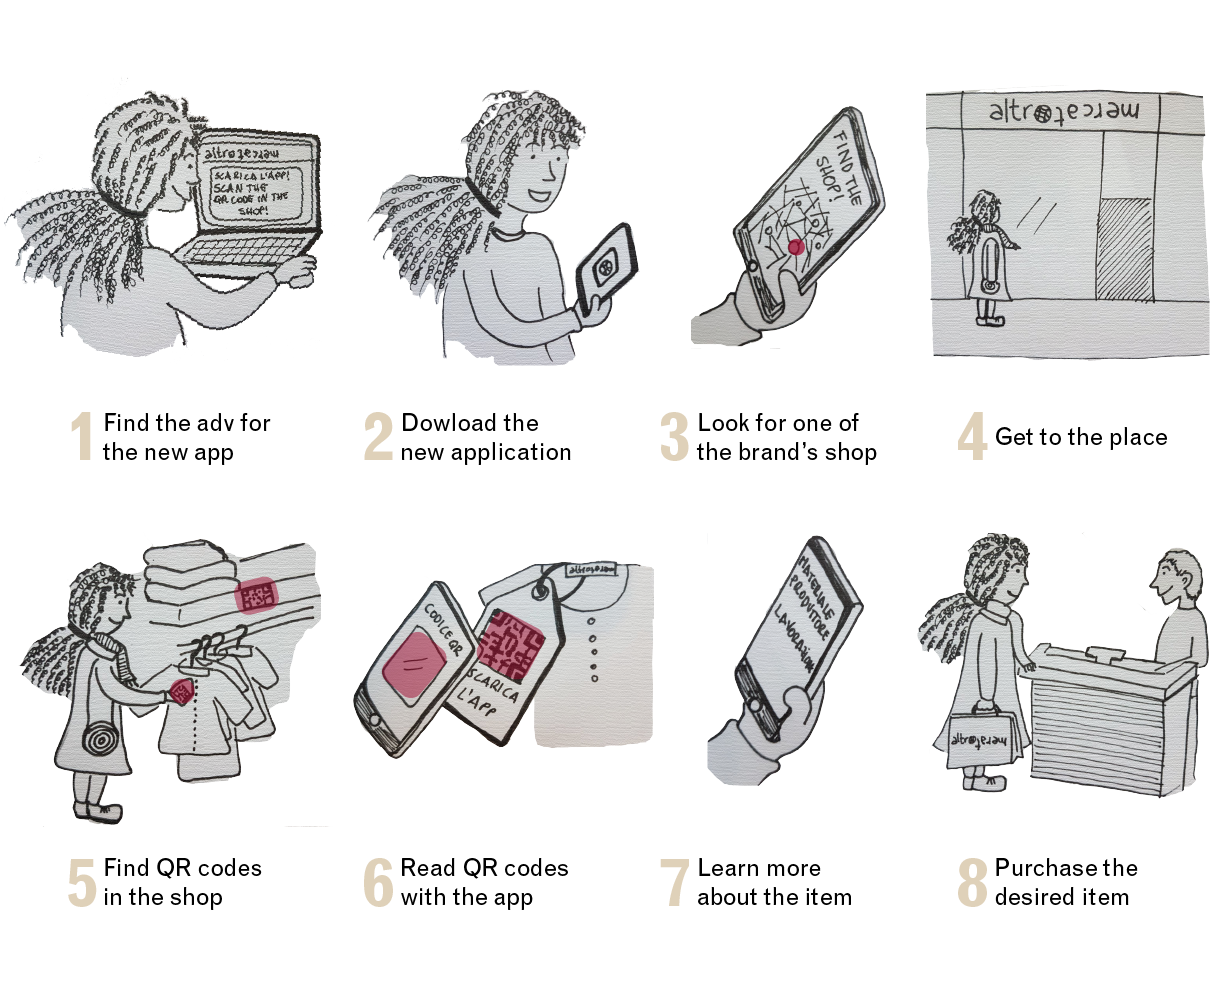 altromercato
SCARICA L'APP!
SCAN THE
QR CODE IN THE
SHOP!
FIND THE
SHOP!
altromercato
1 Find the adv for
the new app
2 Dowload the
new application
3 Look for one of
the brand's shop
4 Get to the place
altromercato
CODICE QR
SCARICA
L'APP
MATERIALE
PRODUTTORE
LAVORAZION
5 Find QR codes
in the shop
6 Read QR codes
with the app
7 Learn more
about the item
8 Purchase the
desired item